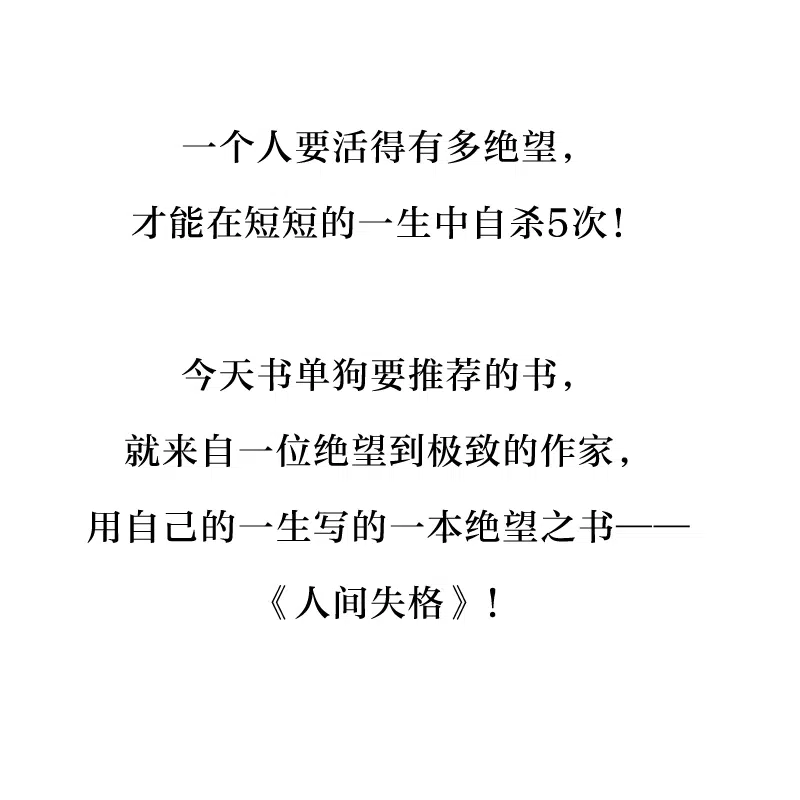 一个人要活得有多绝望，
才能在短短的一生中自杀5次！
今天书单狗要推荐的书，
就来自一位绝望到极致的作家，
用自己的一生写的一本绝望之书——
《人间失格》！